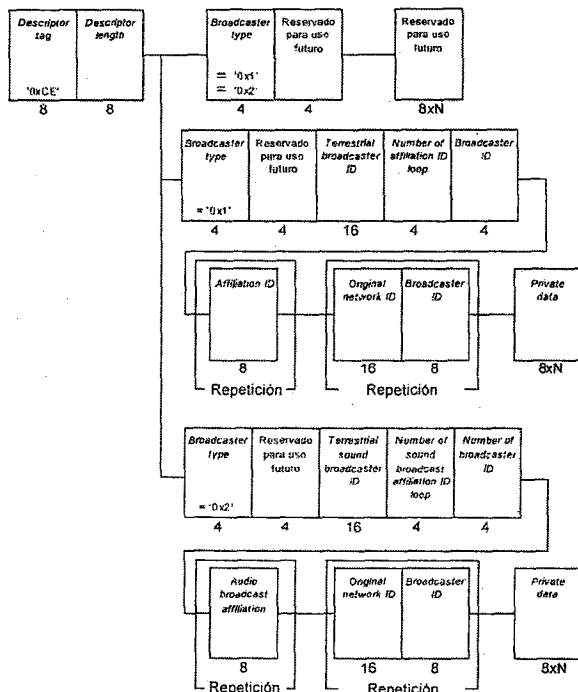 Descriptor tag
"0xCE"
8
Descriptor length
8
Broadcaster type
= "0x1"
= "0x2"
4
Reservado para uso futuro
4
Reservado para uso futuro
8xN
Broadcaster type
= "0x1"
4
Reservado para uso futuro
4
Terrestrial broadcaster ID
16
Number of affiliation ID loop
4
Broadcaster ID
4
Affiliation ID
8
Repetición
Original network ID
16
Broadcaster ID
8
Repetición
Private data
8xN
Broadcaster type
= "0x2"
4
Reservado para uso futuro
4
Terrestrial sound broadcaster ID
16
Number of sound broadcast affiliation ID loop
4
Number of broadcaster ID
4
Audio broadcast affiliation
8
Repetición
Original network ID
16
Broadcaster ID
8
Repetición
Private data
8xN